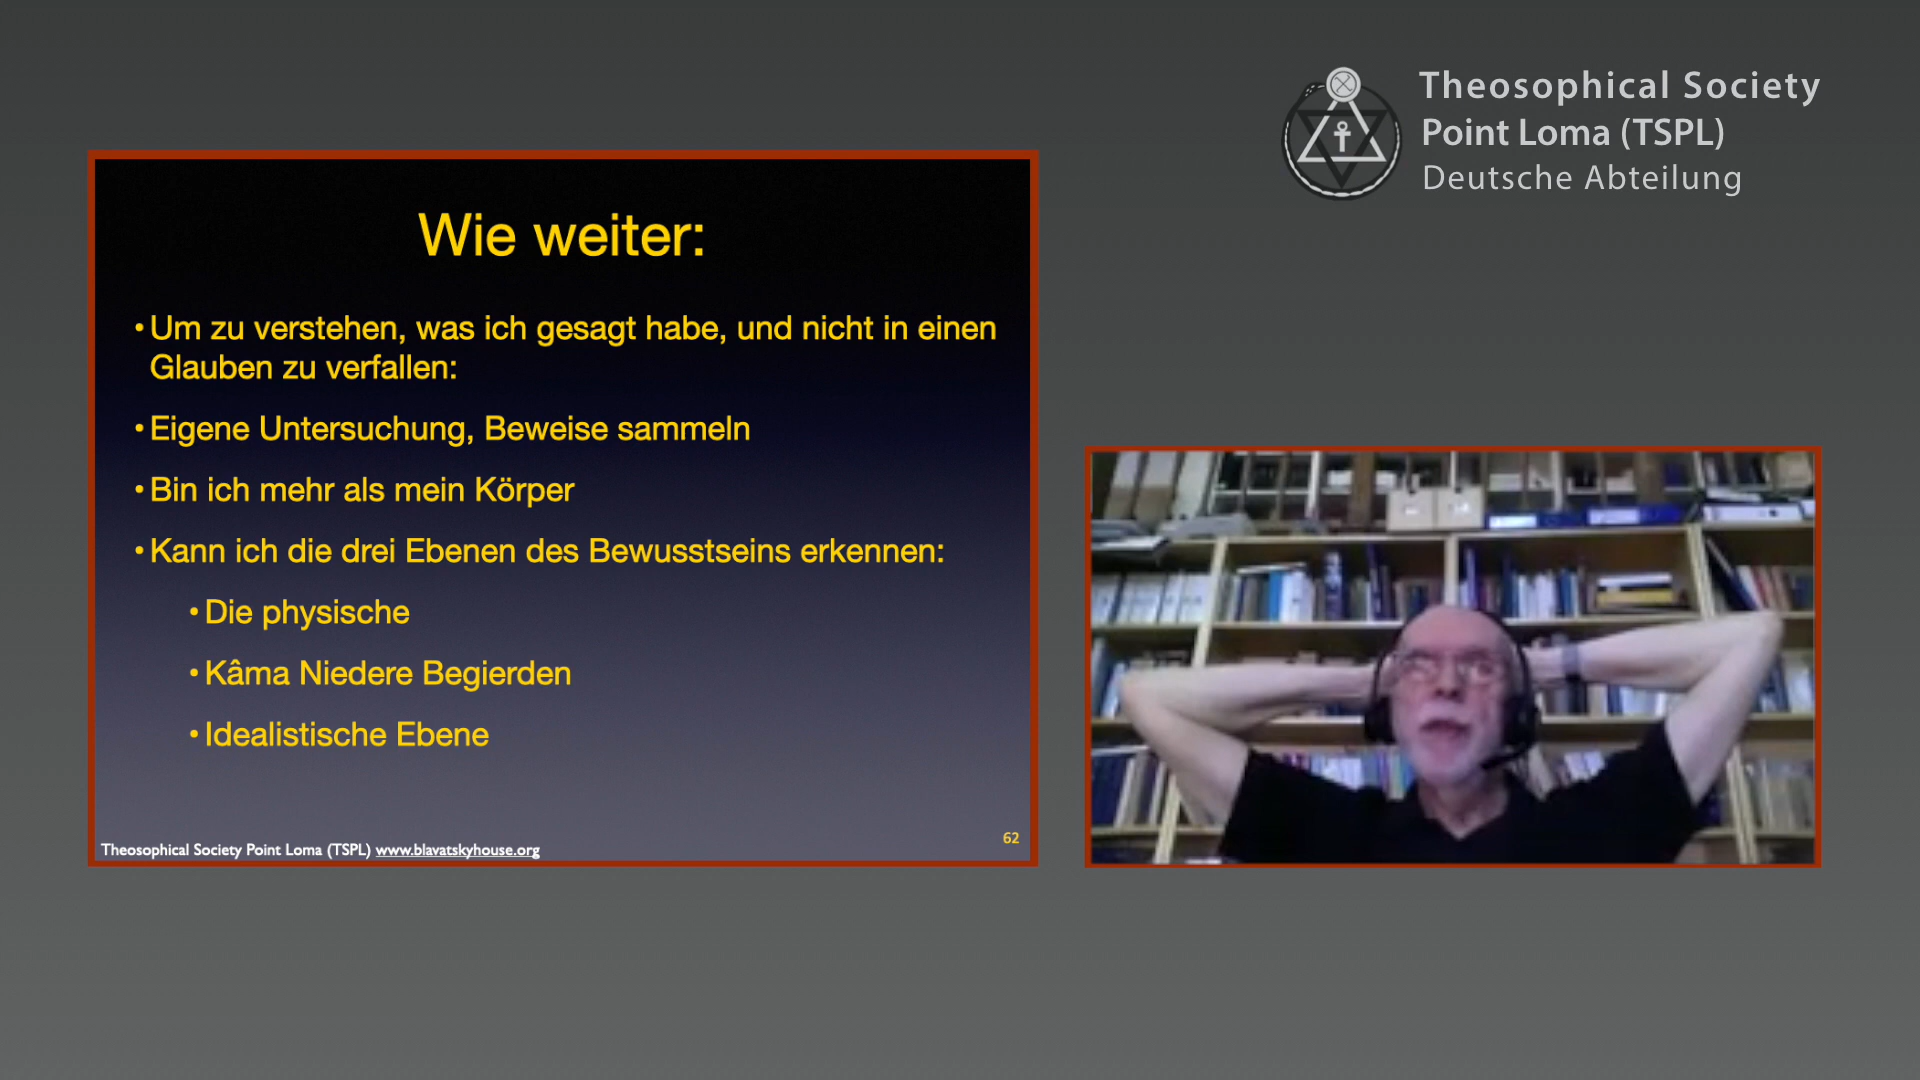 Theosophical Society
Point Loma (TSPL)
Deutsche Abteilung
Wie weiter:
• Um zu verstehen, was ich gesagt habe, und nicht in einen
Glauben zu verfallen:
• Eigene Untersuchung, Beweise sammeln
• Bin ich mehr als mein Körper
• Kann ich die drei Ebenen des Bewusstseins erkennen:
• Die physische
• Kâma Niedere Begierden
• Idealistische Ebene
Theosophical Society Point Loma (TSPL) www.blavatskyhouse.org
62